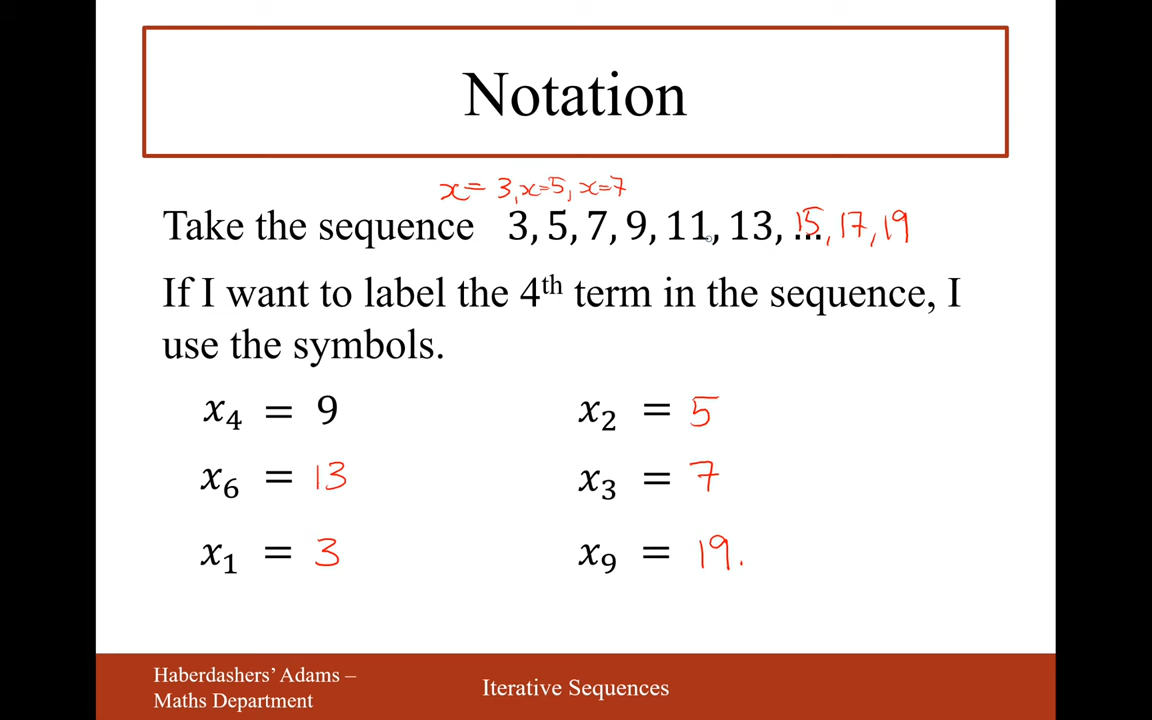 Notation
x= 3, x=5, x=7
Take the sequence 3, 5, 7, 9, 11, 13, ... 15, 17, 19
If I want to label the 4th term in the sequence, I
use the symbols.
x₄ = 9
x₂ = 5
x₆ = 13
x₃ = 7
x₁ = 3
x₉ = 19.
Haberdashers’ Adams –
Maths Department
Iterative Sequences